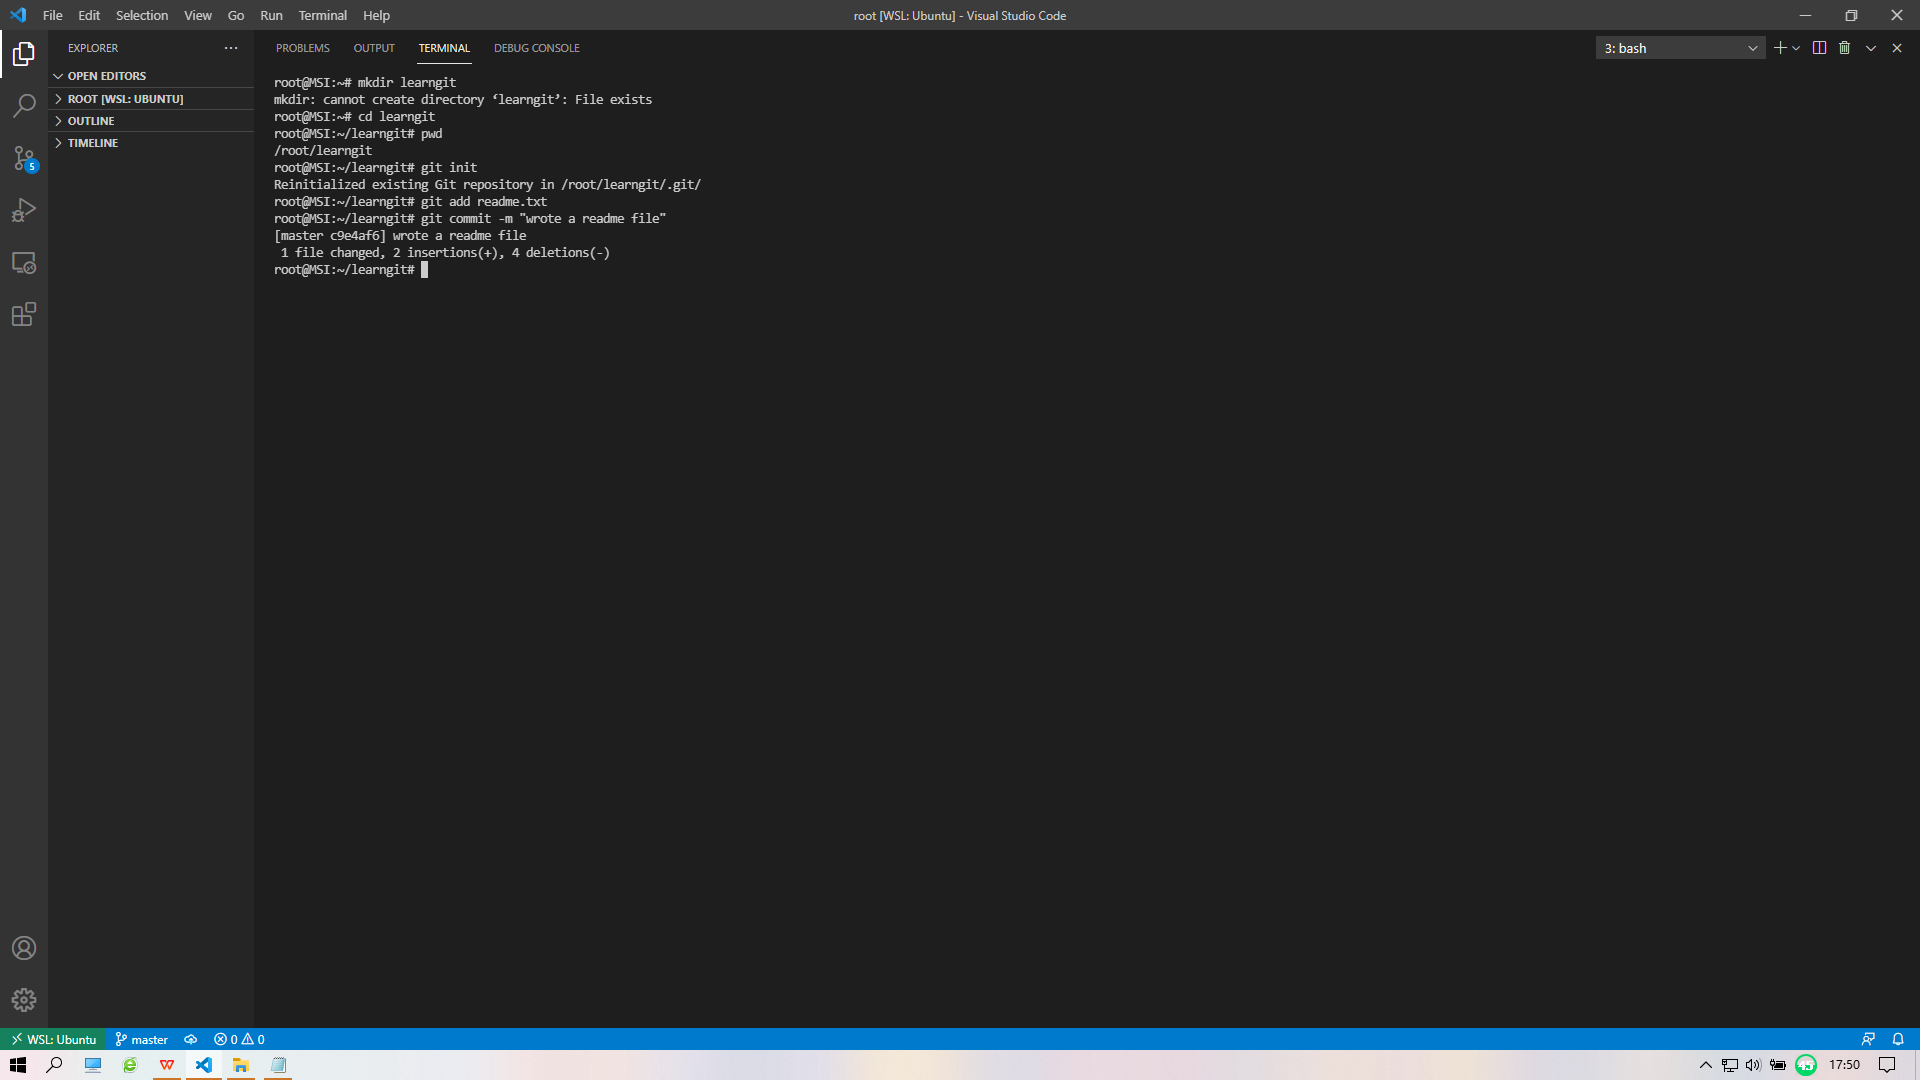 File Edit Selection View Go Run Terminal Help
root [WSL: Ubuntu] - Visual Studio Code
EXPLORER
OPEN EDITORS
ROOT [WSL: UBUNTU]
OUTLINE
TIMELINE
5
PROBLEMS OUTPUT TERMINAL DEBUG CONSOLE
3: bash
root@MSI:~# mkdir learngit
mkdir: cannot create directory ‘learngit’: File exists
root@MSI:~# cd learngit
root@MSI:~/learngit# pwd
/root/learngit
root@MSI:~/learngit# git init
Reinitialized existing Git repository in /root/learngit/.git/
root@MSI:~/learngit# git add readme.txt
root@MSI:~/learngit# git commit -m "wrote a readme file"
[master c9e4af6] wrote a readme file
1 file changed, 2 insertions(+), 4 deletions(-)
root@MSI:~/learngit#
WSL: Ubuntu master 0 0
45 17:50